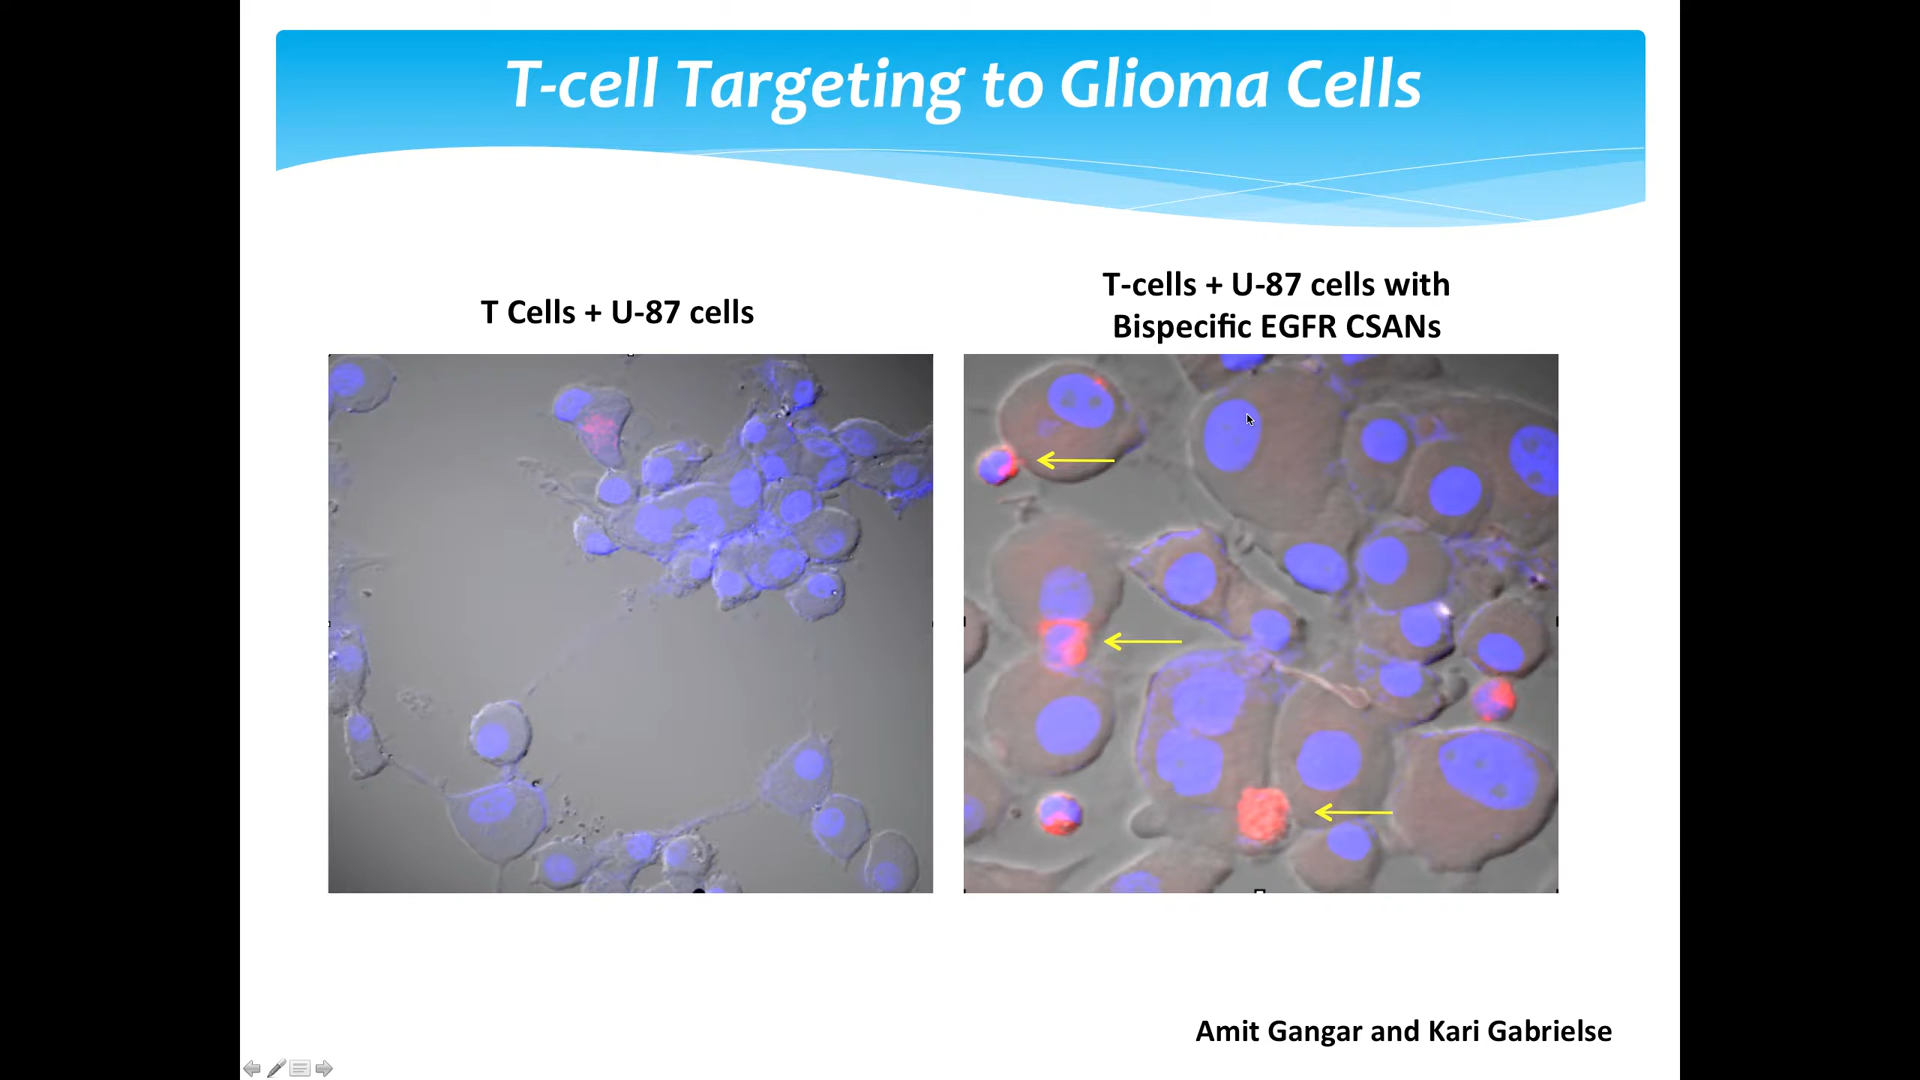 T-cell Targeting to Glioma Cells
T Cells + U-87 cells
T-cells + U-87 cells with
Bispecific EGFR CSANs
Amit Gangar and Kari Gabrielse